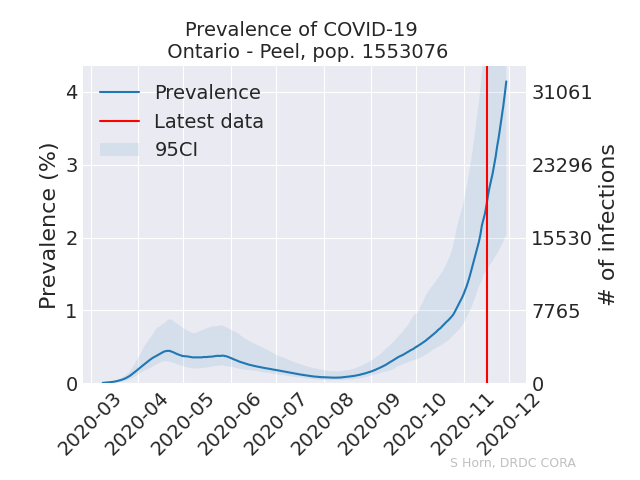 Prevalence of COVID-19
Ontario - Peel, pop. 1553076
Prevalence
Latest data
95CI
Prevalence (%)
4
3
2
1
0
31061
23296
15530
7765
0
# of infections
2020-03
2020-04
2020-05
2020-06
2020-07
2020-08
2020-09
2020-10
2020-11
2020-12
S Horn, DRDC CORA